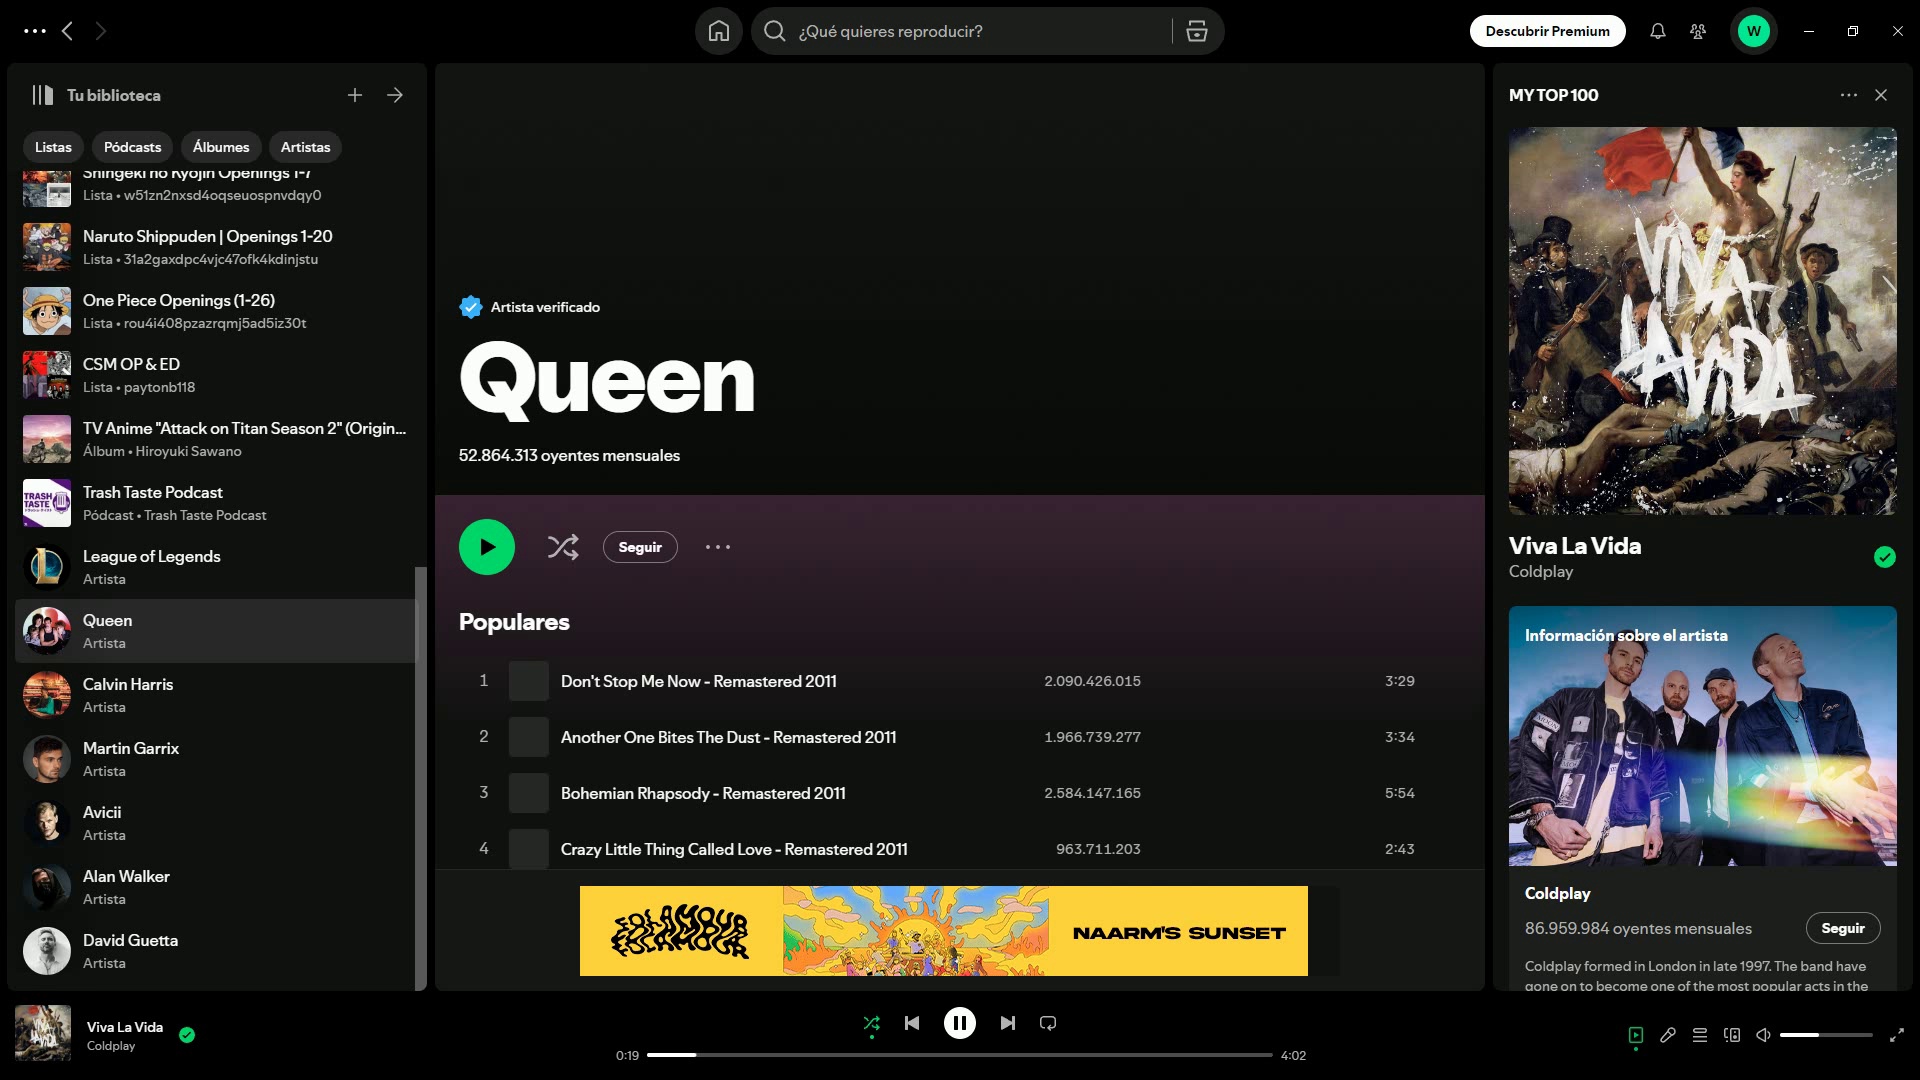 ¿Qué quieres reproducir?
Descubrir Premium
W
Tu biblioteca
Listas
Pódcasts
Álbumes
Artistas
Shingeki no Kyojin Openings 1-7
Lista • w51zn2nxsd4oqseuospnvdqy0
Naruto Shippuden | Openings 1-20
Lista • 31a2gaxdpc4vjc47ofk4kdinjstu
One Piece Openings (1-26)
Lista • rou4i408pzazrqmj5ad5iz30t
CSM OP & ED
Lista • paytonb118
TV Anime "Attack on Titan Season 2" (Origin...
Álbum • Hiroyuki Sawano
TRASH
TASTE
Trash Taste Podcast
Pódcast • Trash Taste Podcast
League of Legends
Artista
Queen
Artista
Calvin Harris
Artista
Martin Garrix
Artista
Avicii
Artista
Alan Walker
Artista
David Guetta
Artista
Artista verificado
Queen
52.864.313 oyentes mensuales
Seguir
Populares
1 Don't Stop Me Now - Remastered 2011 2.090.426.015 3:29
2 Another One Bites The Dust - Remastered 2011 1.966.739.277 3:34
3 Bohemian Rhapsody - Remastered 2011 2.584.147.165 5:54
4 Crazy Little Thing Called Love - Remastered 2011 963.711.203 2:43
NAARM'S SUNSET
MY TOP 100
VIVA
LA VIDA
Viva La Vida
Coldplay
Información sobre el artista
Coldplay
86.959.984 oyentes mensuales
Seguir
Coldplay formed in London in late 1997. The band have
gone on to become one of the most popular acts in the
Viva La Vida
Coldplay
0:19
4:02